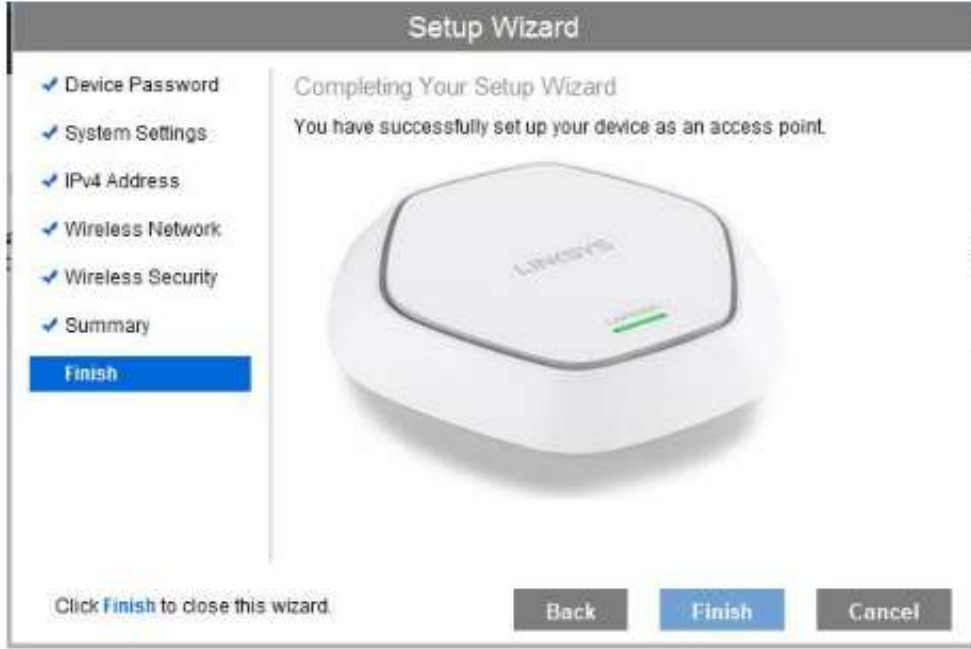 Setup Wizard
Device Password
System Settings
IPv4 Address
Wireless Network
Wireless Security
Summary
Finish
Completing Your Setup Wizard
You have successfully set up your device as an access point.
LINKSYS
Click Finish to close this wizard.
Back
Finish
Cancel